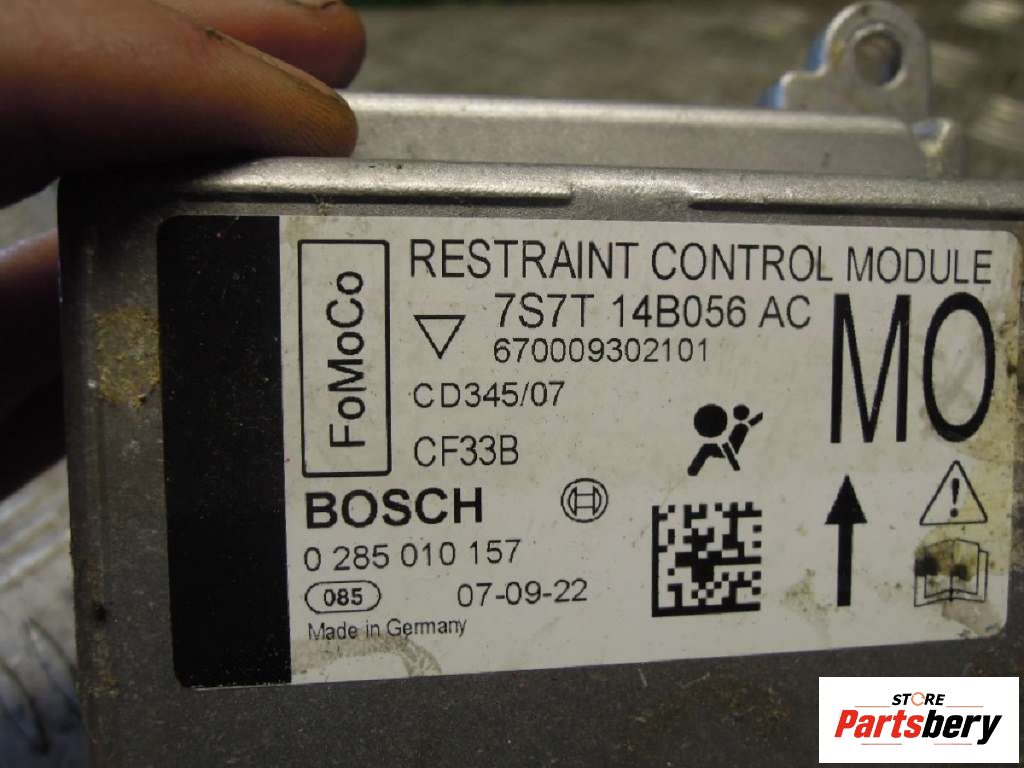 RESTRAINT CONTROL MODULE
FoMoCo
7S7T 14B056 AC
670009302101
MO
CD345/07
CF33B
BOSCH
0 285 010 157
085 07-09-22
Made in Germany
STORE
Partsbery